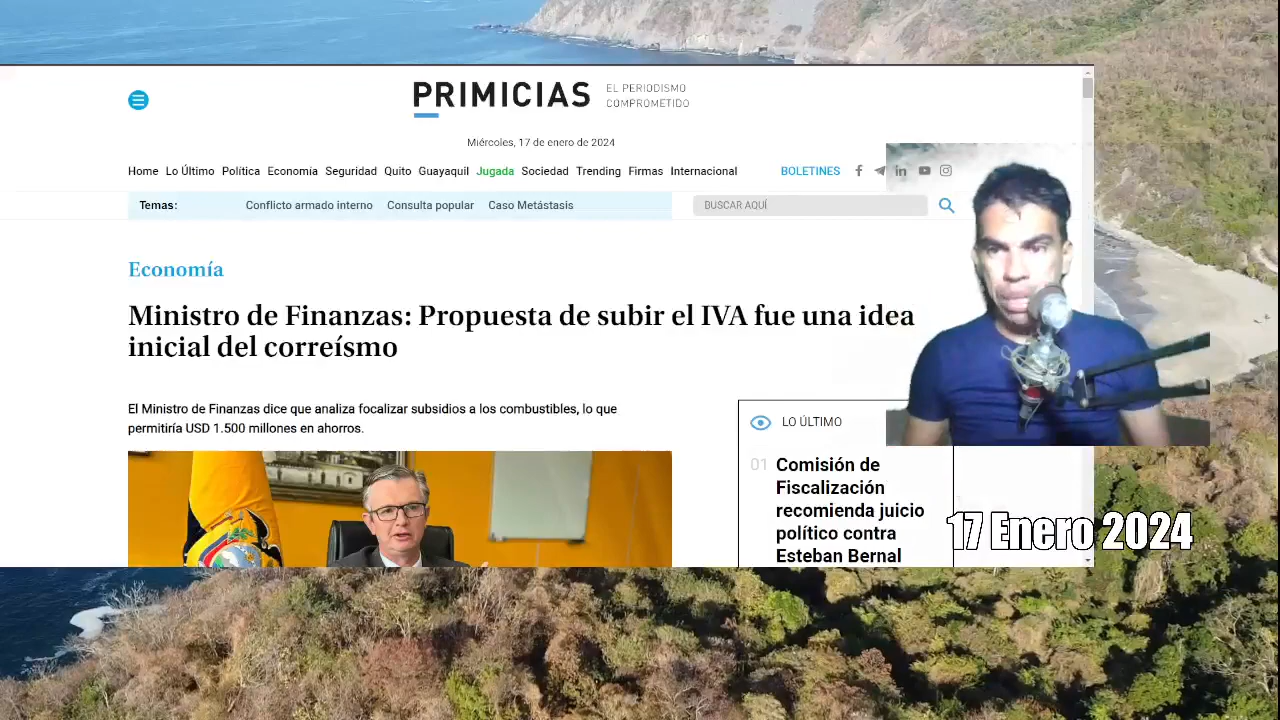 PRIMICIAS
EL PERIODISMO
COMPROMETIDO
Miércoles, 17 de enero de 2024
Home Lo Último Política Economía Seguridad Quito Guayaquil Jugada Sociedad Trending Firmas Internacional BOLETINES
Temas: Conflicto armado interno Consulta popular Caso Metástasis BUSCAR AQUÍ
Economía
Ministro de Finanzas: Propuesta de subir el IVA fue una idea
inicial del correísmo
El Ministro de Finanzas dice que analiza focalizar subsidios a los combustibles, lo que
permitiría USD 1.500 millones en ahorros.
LO ÚLTIMO
01 Comisión de
Fiscalización
recomienda juicio
político contra
Esteban Bernal
17 Enero 2024